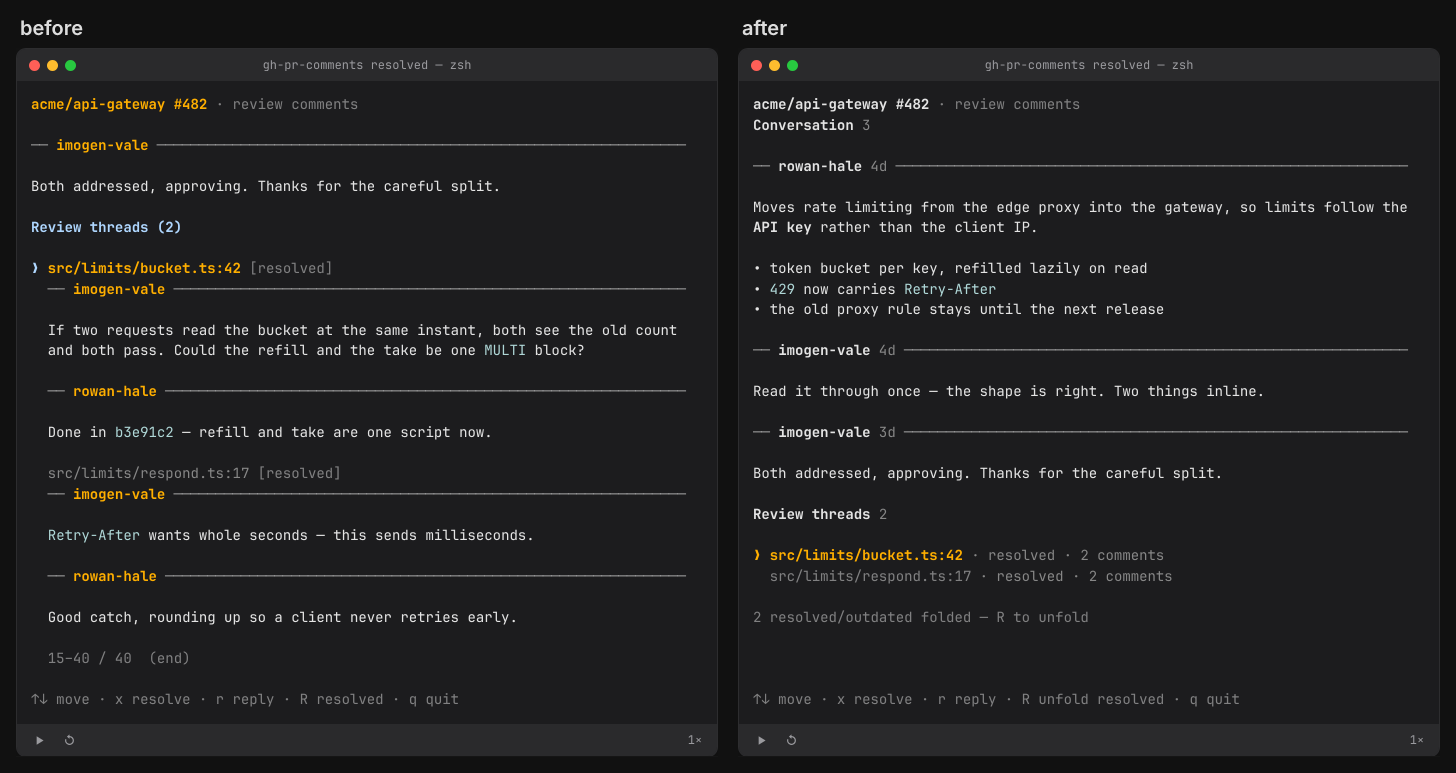 before
gh-pr-comments resolved — zsh
acme/api-gateway #482 · review comments
── imogen-vale ──
Both addressed, approving. Thanks for the careful split.
Review threads (2)
❯ src/limits/bucket.ts:42 [resolved]
── imogen-vale ──
If two requests read the bucket at the same instant, both see the old count
and both pass. Could the refill and the take be one MULTI block?
── rowan-hale ──
Done in b3e91c2 — refill and take are one script now.
src/limits/respond.ts:17 [resolved]
── imogen-vale ──
Retry-After wants whole seconds — this sends milliseconds.
── rowan-hale ──
Good catch, rounding up so a client never retries early.
15–40 / 40 (end)
↑↓ move · x resolve · r reply · R resolved · q quit
1×
after
gh-pr-comments resolved — zsh
acme/api-gateway #482 · review comments
Conversation 3
── rowan-hale 4d ──
Moves rate limiting from the edge proxy into the gateway, so limits follow the
API key rather than the client IP.
• token bucket per key, refilled lazily on read
• 429 now carries Retry-After
• the old proxy rule stays until the next release
── imogen-vale 4d ──
Read it through once — the shape is right. Two things inline.
── imogen-vale 3d ──
Both addressed, approving. Thanks for the careful split.
Review threads 2
❯ src/limits/bucket.ts:42 · resolved · 2 comments
src/limits/respond.ts:17 · resolved · 2 comments
2 resolved/outdated folded — R to unfold
↑↓ move · x resolve · r reply · R unfold resolved · q quit
1×